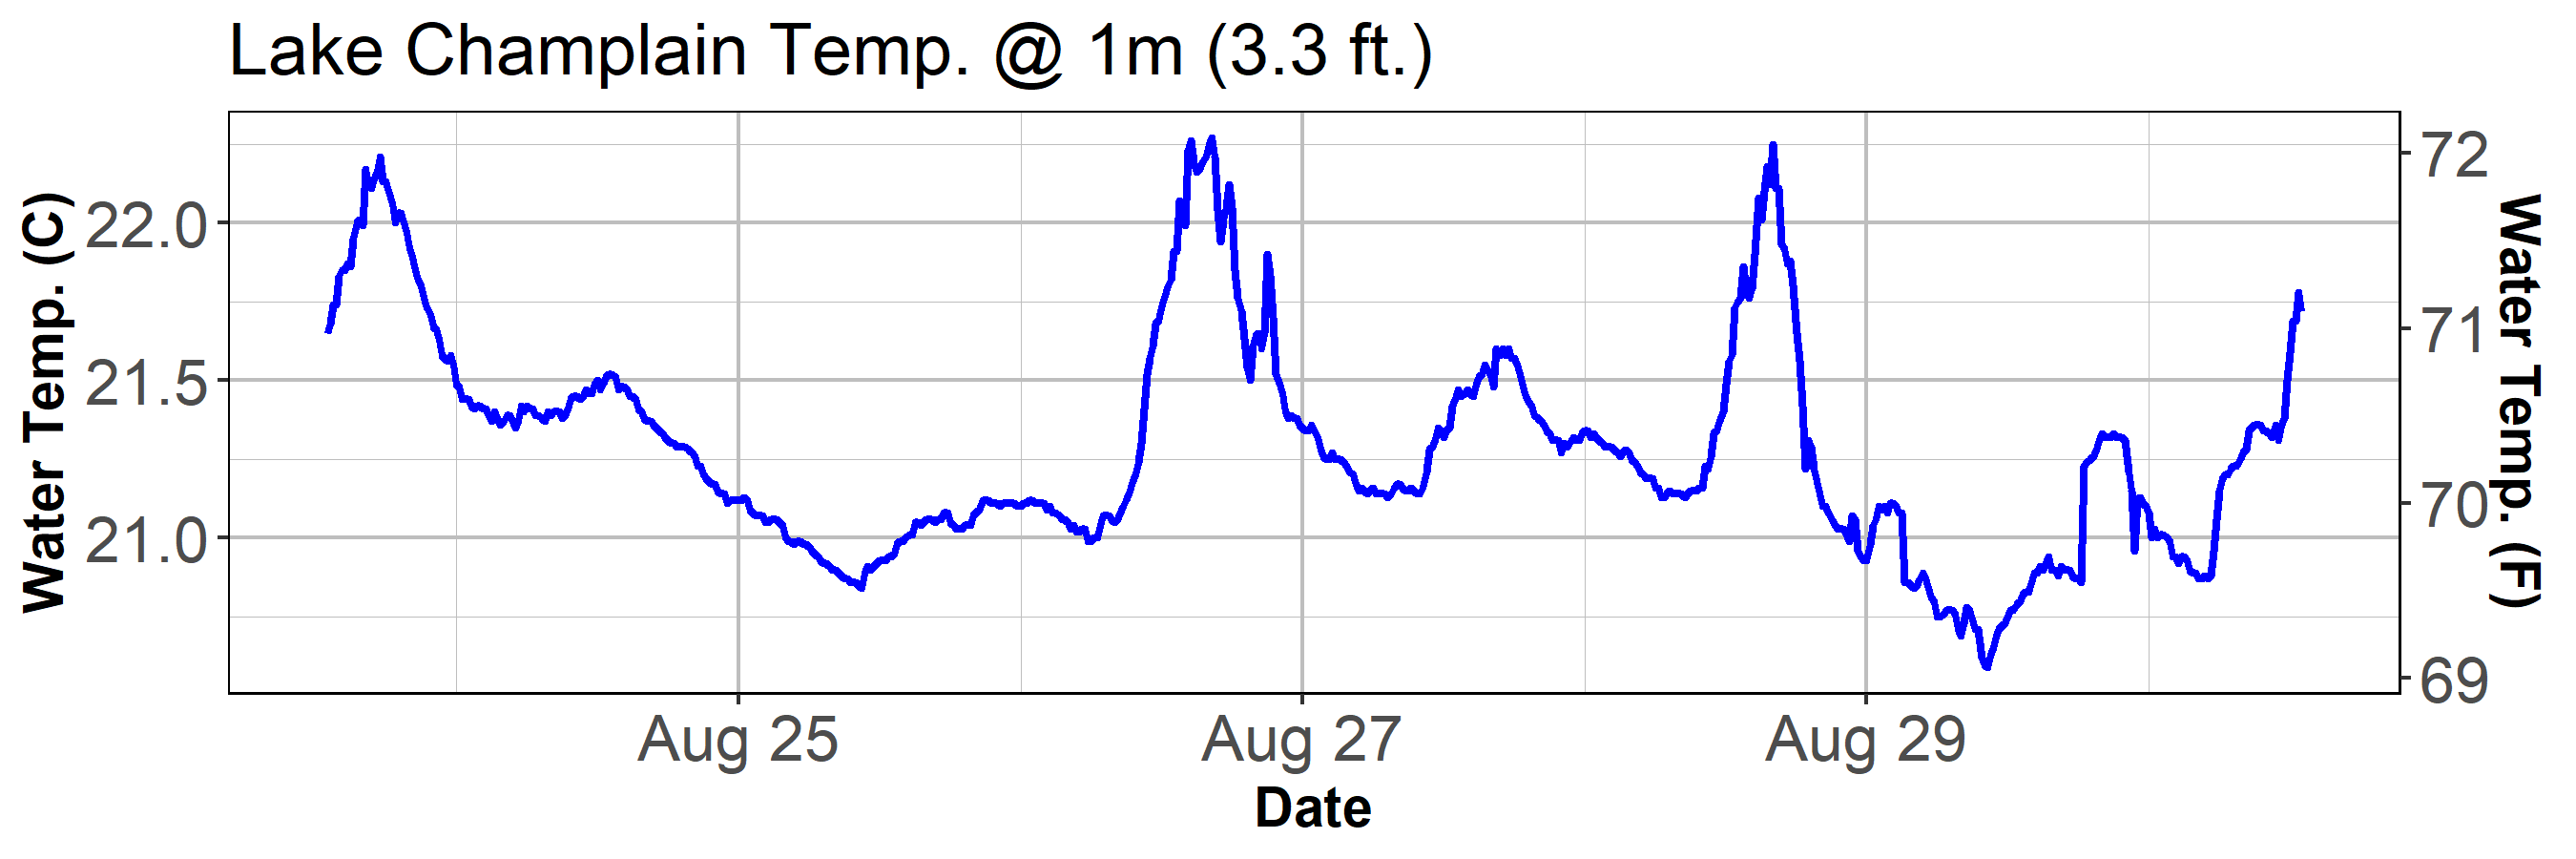 Lake Champlain Temp. @ 1m (3.3 ft.)
Water Temp. (C)
22.0
21.5
21.0
72
71
70
69
Water Temp. (F)
Aug 25
Aug 27
Aug 29
Date